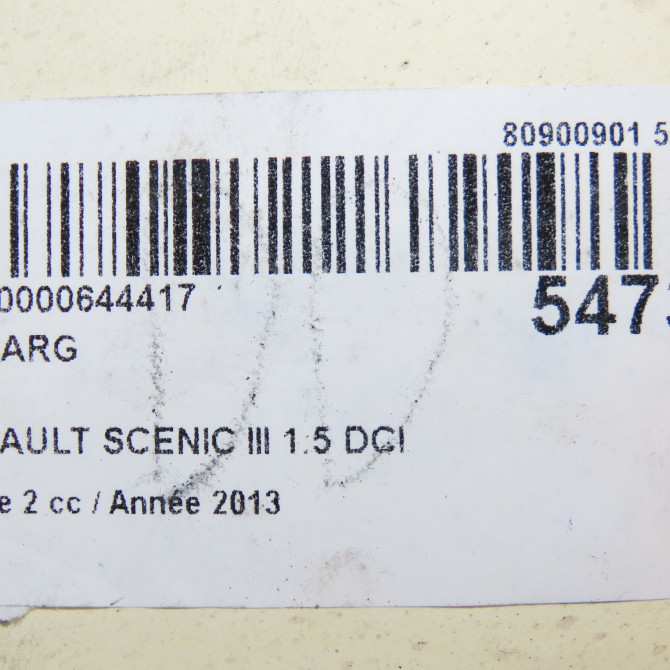 80900901 5
0000644417
547
ARG
AULT SCENIC III 1.5 DCI
e 2 cc / Année 2013